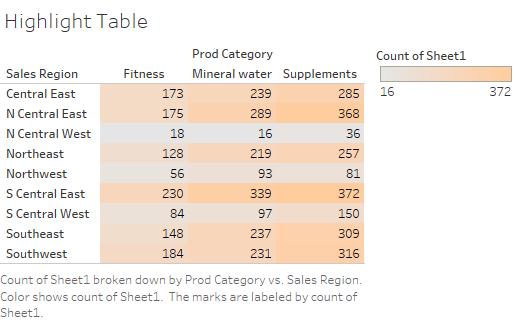 Highlight Table
Prod Category
Count of Sheet1
Sales Region Fitness Mineral water Supplements
16 372
Central East 173 239 285
N Central East 175 289 368
N Central West 18 16 36
Northeast 128 219 257
Northwest 56 93 81
S Central East 230 339 372
S Central West 84 97 150
Southeast 148 237 309
Southwest 184 231 316
Count of Sheet1 broken down by Prod Category vs. Sales Region.
Color shows count of Sheet1. The marks are labeled by count of
Sheet1.